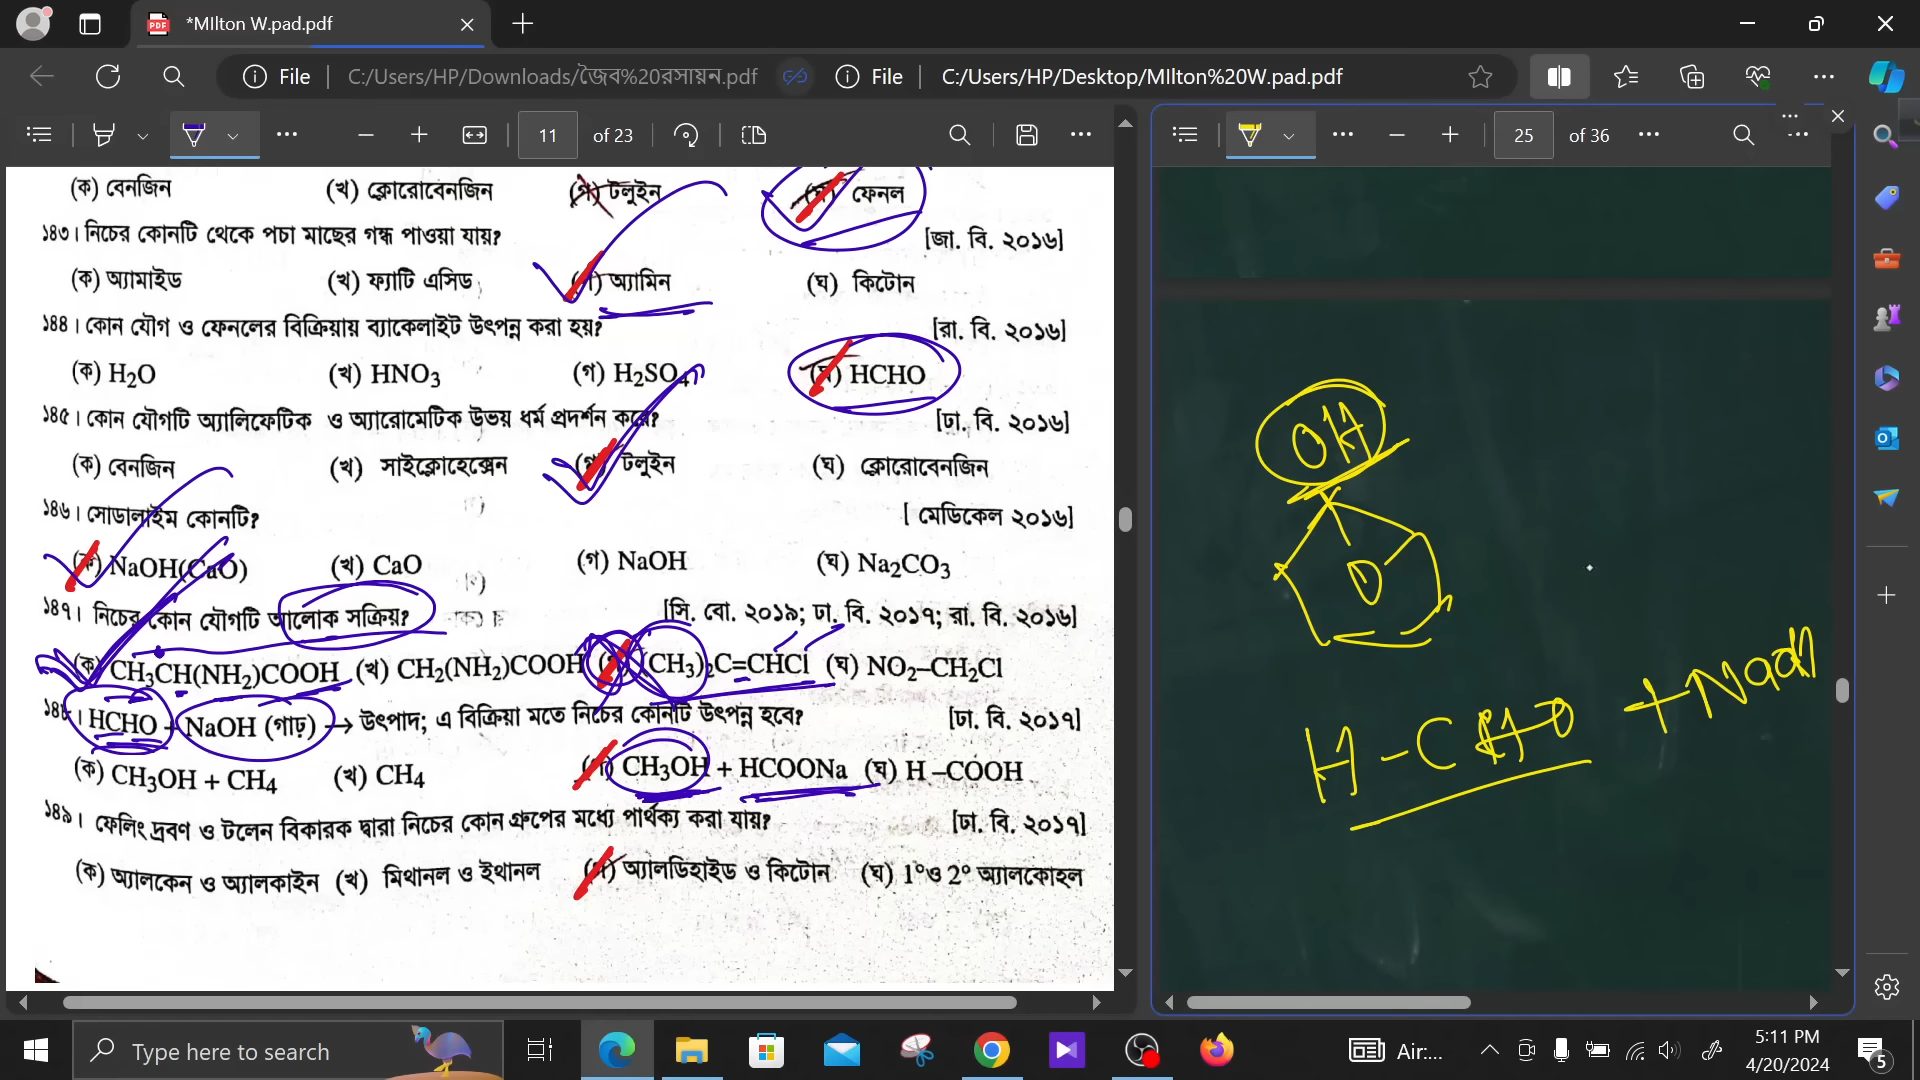 *MIlton W.pad.pdf
File C:/Users/HP/Downloads/জৈব%20রসায়ন.pdf File C:/Users/HP/Desktop/MIlton%20W.pad.pdf
11 of 23 25 of 36
(ক) বেনজিন (খ) ক্লোরোবেনজিন (গ) টলুইন (ঘ) ফেনল
১৪৩। নিচের কোনটি থেকে পচা মাছের গন্ধ পাওয়া যায়? [জা. বি. ২০১৬]
(ক) অ্যামাইড (খ) ফ্যাটি এসিড (গ) অ্যামিন (ঘ) কিটোন
১৪৪। কোন যৌগ ও ফেনলের বিক্রিয়ায় ব্যাকেলাইট উৎপন্ন করা হয়? [রা. বি. ২০১৬]
(ক) H₂O (খ) HNO₃ (গ) H₂SO₄ (ঘ) HCHO
১৪৫। কোন যৌগটি অ্যালিফেটিক ও অ্যারোমেটিক উভয় ধর্ম প্রদর্শন করে? [ঢা. বি. ২০১৬]
(ক) বেনজিন (খ) সাইক্লোহেক্সেন (গ) টলুইন (ঘ) ক্লোরোবেনজিন
১৪৬। সোডালাইম কোনটি? [ মেডিকেল ২০১৬]
(ক) NaOH(CaO) (খ) CaO (গ) NaOH (ঘ) Na₂CO₃
১৪৭। নিচের কোন যৌগটি আলোক সক্রিয়? [সি. বো. ২০১৯; ঢা. বি. ২০১৭; রা. বি. ২০১৬]
(ক) CH₃CH(NH₂)COOH (খ) CH₂(NH₂)COOH (গ) (CH₃)₂C=CHCl (ঘ) NO₂–CH₂Cl
১৪৮। HCHO + NaOH (গাঢ়) → উৎপাদ; এ বিক্রিয়া মতে নিচের কোনটি উৎপন্ন হবে? [ঢা. বি. ২০১৭]
(ক) CH₃OH + CH₄ (খ) CH₄ (গ) CH₃OH + HCOONa (ঘ) H –COOH
১৪৯। ফেলিং দ্রবণ ও টলেন বিকারক দ্বারা নিচের কোন গ্রুপের মধ্যে পার্থক্য করা যায়? [ঢা. বি. ২০১৭]
(ক) অ্যালকেন ও অ্যালকাইন (খ) মিথানল ও ইথানল (গ) অ্যালডিহাইড ও কিটোন (ঘ) 1° ও 2° অ্যালকোহল
OH
H-CHO
Type here to search
Air:...
5:11 PM
4/20/2024
5